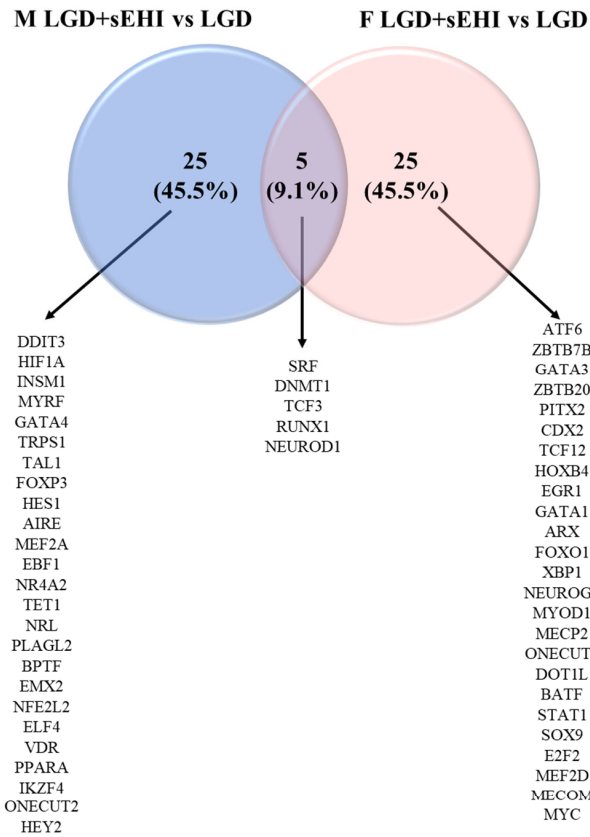 M LGD+sEHI vs LGD
F LGD+sEHI vs LGD
25
(45.5%)
5
(9.1%)
25
(45.5%)
DDIT3
HIF1A
INSM1
MYRF
GATA4
TRPS1
TAL1
FOXP3
HES1
AIRE
MEF2A
EBF1
NR4A2
TET1
NRL
PLAGL2
BPTF
EMX2
NFE2L2
ELF4
VDR
PPARA
IKZF4
ONECUT2
HEY2
SRF
DNMT1
TCF3
RUNX1
NEUROD1
ATF6
ZBTB7B
GATA3
ZBTB20
PITX2
CDX2
TCF12
HOXB4
EGR1
GATA1
ARX
FOXO1
XBP1
NEUROG
MYOD1
MECP2
ONECUT
DOT1L
BATF
STAT1
SOX9
E2F2
MEF2D
MECOM
MYC